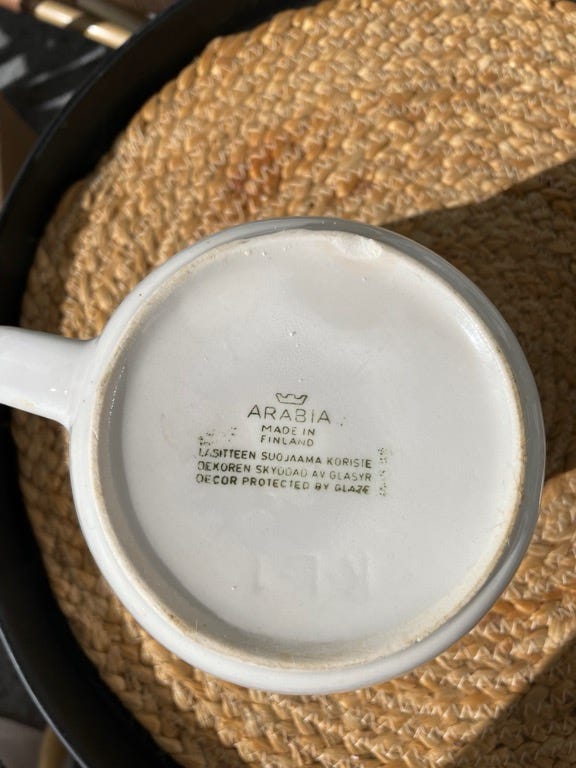 ARABIA
MADE IN
FINLAND
LASITTEEN SUOJAAMA KORISTE
DEKOREN SKYDDAD AV GLASYR
DECOR PROTECTED BY GLAZE